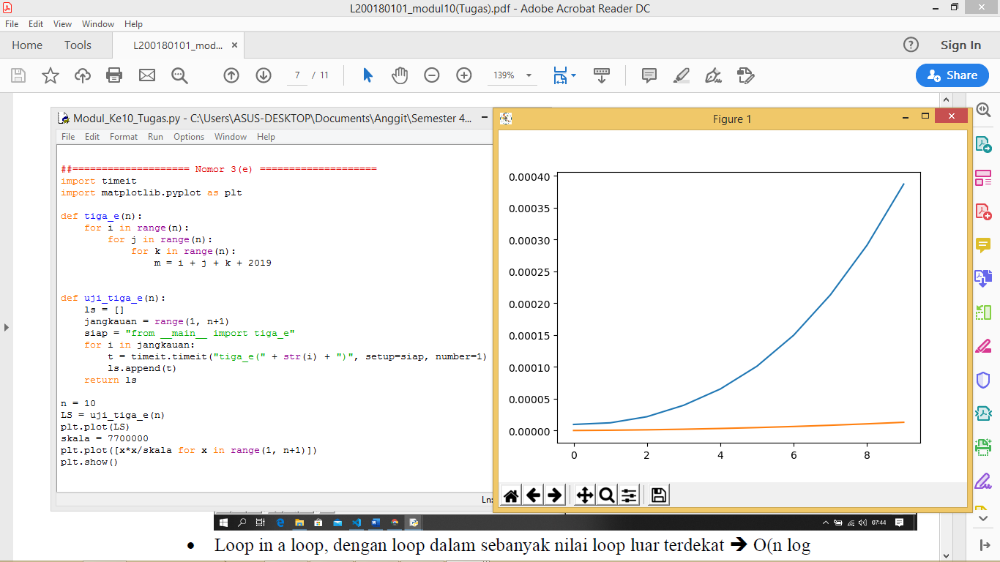 L200180101_modul10(Tugas).pdf - Adobe Acrobat Reader DC
File Edit View Window Help
Home Tools L200180101_mod... × ? Sign In
7 / 11 139% Share
Modul_Ke10_Tugas.py - C:\Users\ASUS-DESKTOP\Documents\Anggit\Semester 4...
File Edit Format Run Options Window Help
##==================== Nomor 3(e) ====================
import timeit
import matplotlib.pyplot as plt
def tiga_e(n):
    for i in range(n):
        for j in range(n):
            for k in range(n):
                m = i + j + k + 2019
def uji_tiga_e(n):
    ls = []
    jangkauan = range(1, n+1)
    siap = "from __main__ import tiga_e"
    for i in jangkauan:
        t = timeit.timeit("tiga_e(" + str(i) + ")", setup=siap, number=1)
        ls.append(t)
    return ls
n = 10
LS = uji_tiga_e(n)
plt.plot(LS)
skala = 7700000
plt.plot([x*x/skala for x in range(1, n+1)])
plt.show()
Ln:
Figure 1
0.00040
0.00035
0.00030
0.00025
0.00020
0.00015
0.00010
0.00005
0.00000
0 2 4 6 8
07:44
• Loop in a loop, dengan loop dalam sebanyak nilai loop luar terdekat ➔ O(n log